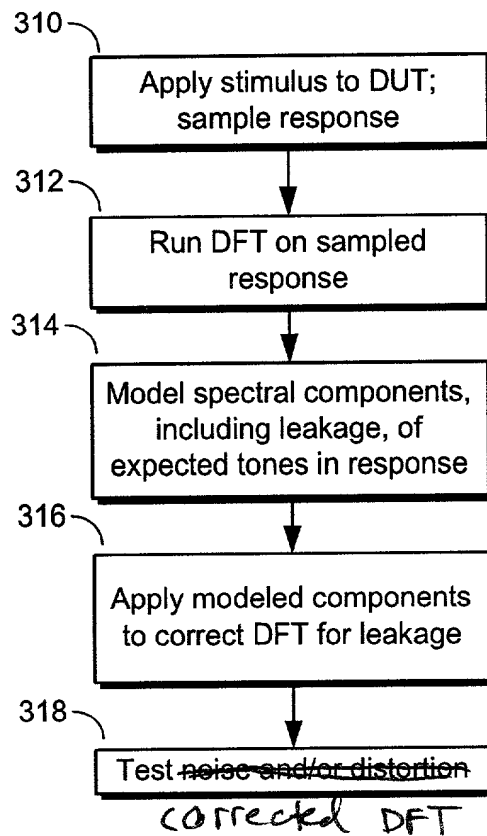 310
Apply stimulus to DUT;
sample response
312
Run DFT on sampled
response
314
Model spectral components,
including leakage, of
expected tones in response
316
Apply modeled components
to correct DFT for leakage
318
Test noise and/or distortion
corrected DFT